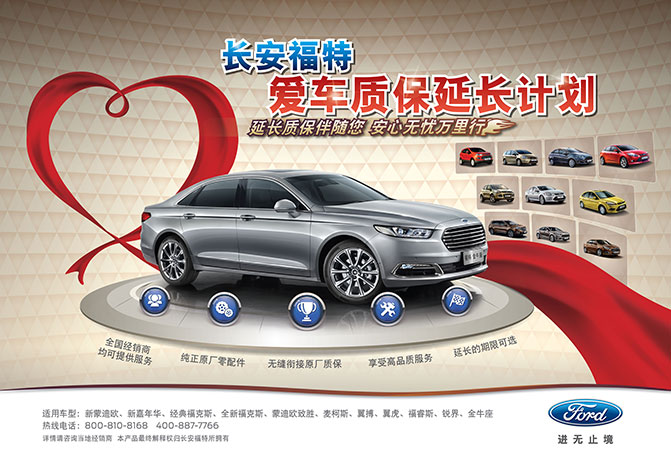 长安福特
爱车质保延长计划
延长质保伴随您 安心无忧万里行
全国经销商
均可提供服务
纯正原厂零配件
无缝衔接原厂质保
享受高品质服务
延长的期限可选
适用车型：新蒙迪欧、新嘉年华、经典福克斯、全新福克斯、蒙迪欧致胜、麦柯斯、翼搏、翼虎、福睿斯、锐界、金牛座
热线电话：800-810-8168 400-887-7766
详情请咨询当地经销商 本产品最终解释权归长安福特所拥有
Ford
进无止境